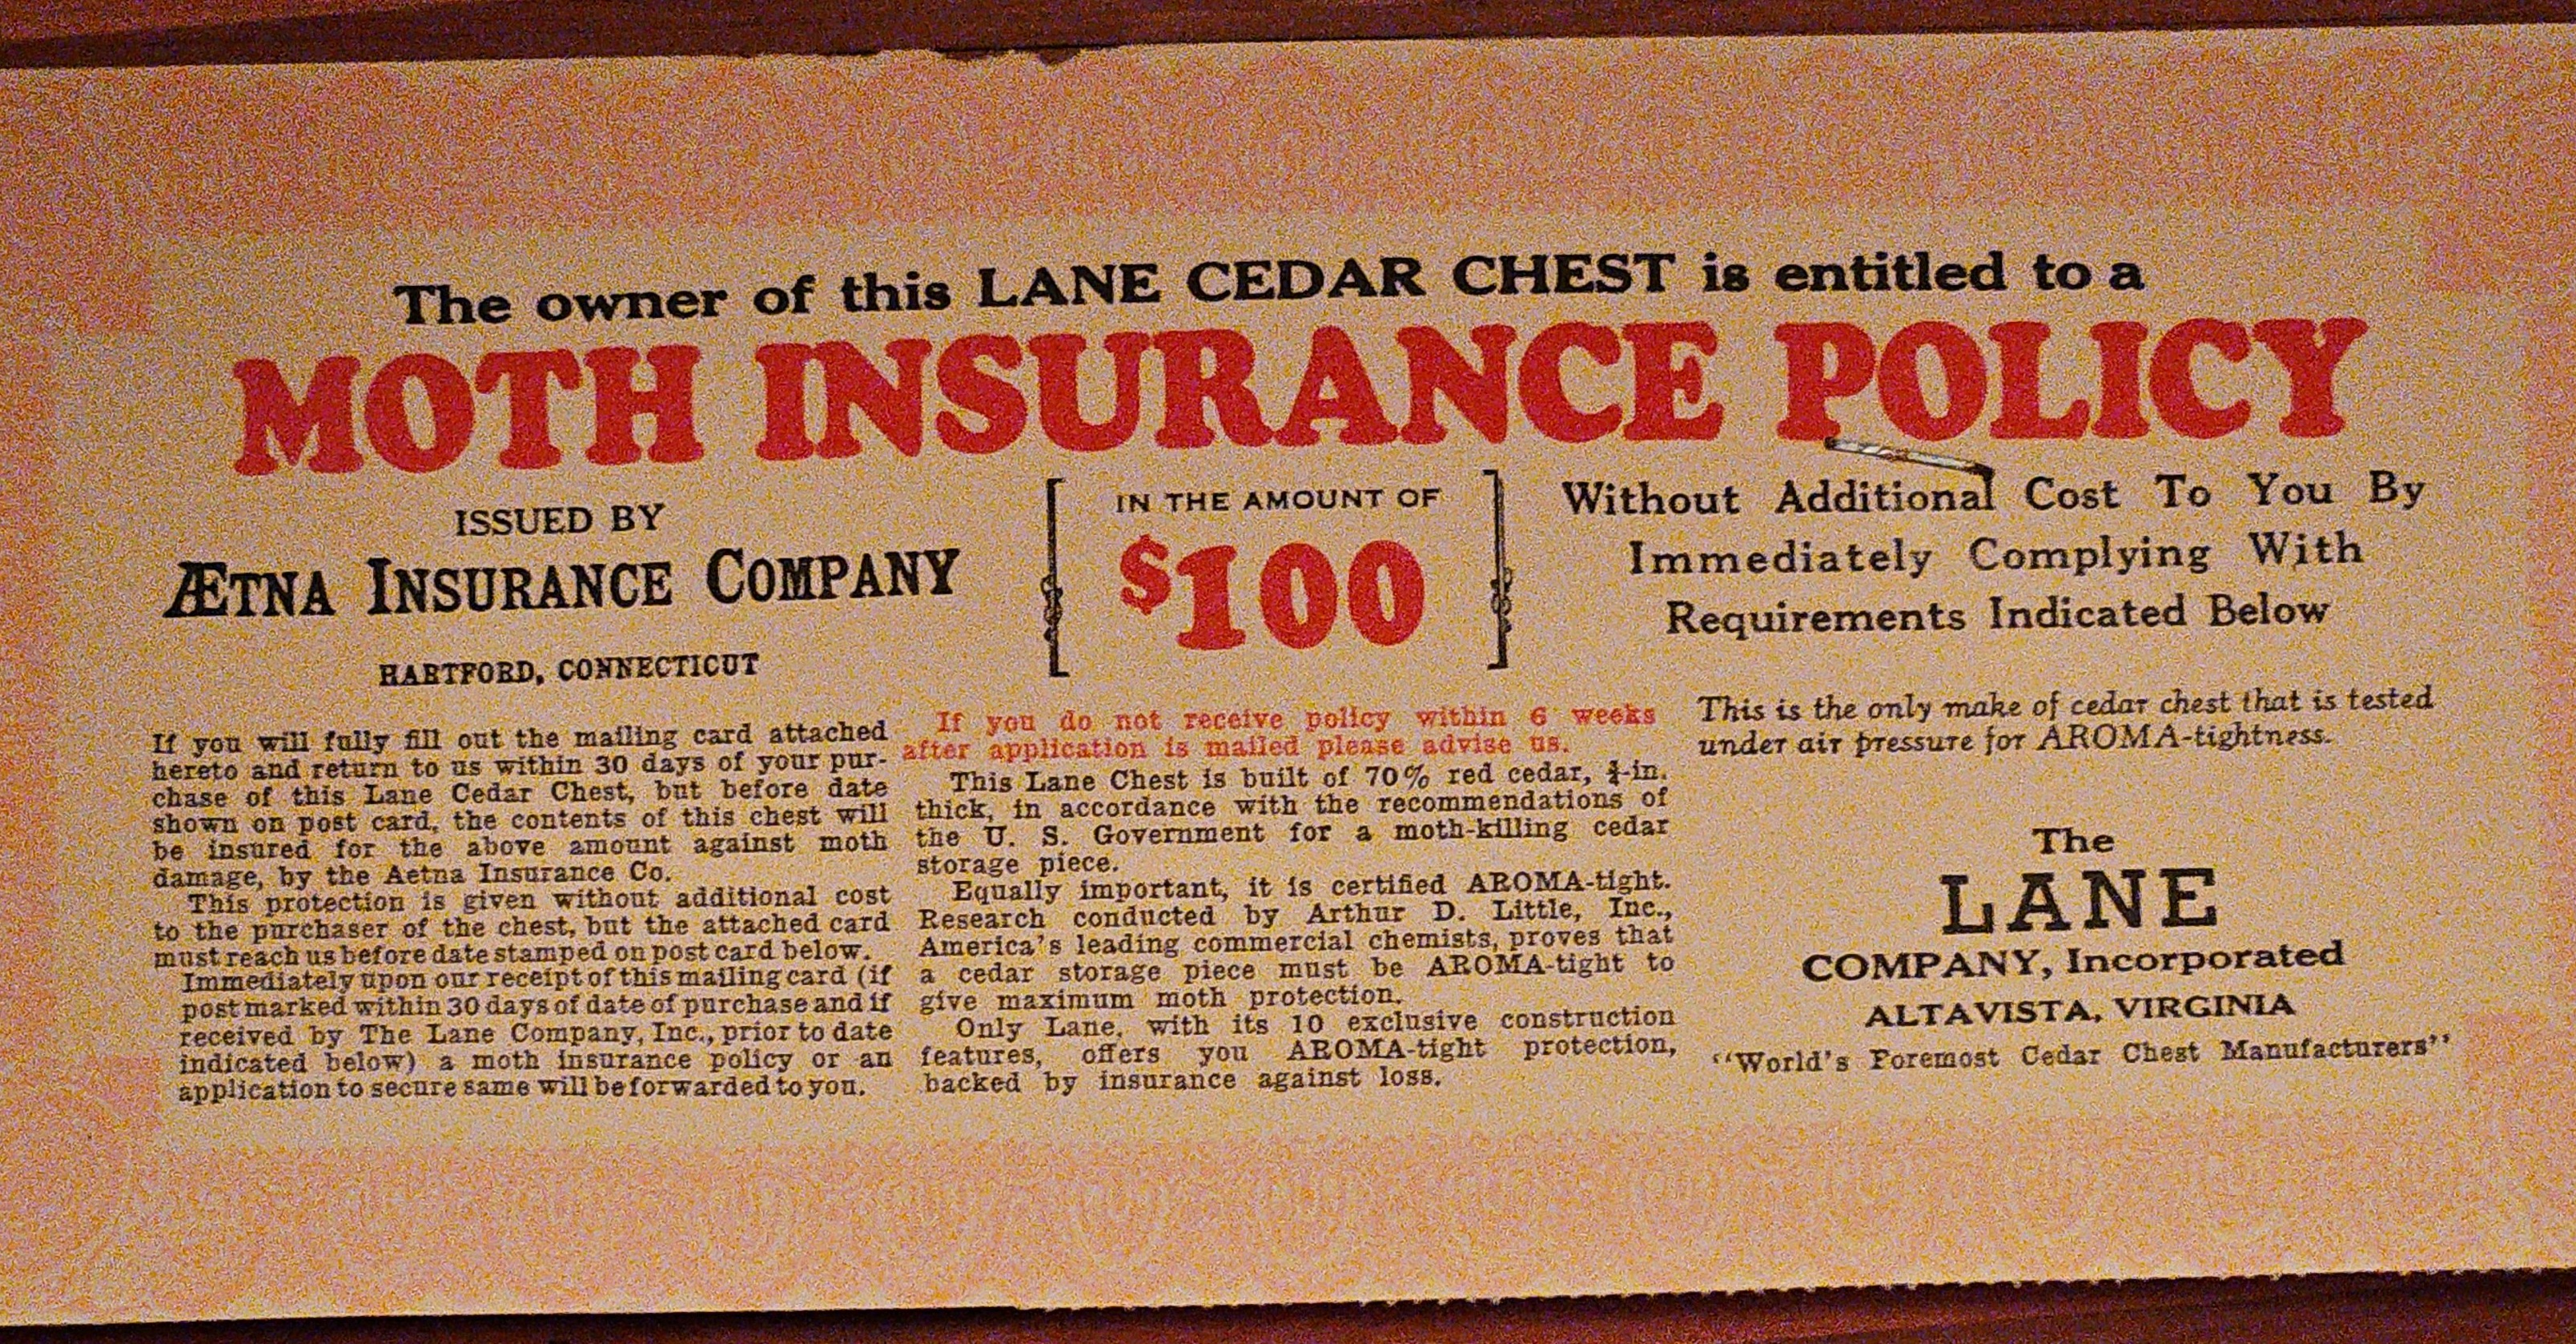 The owner of this LANE CEDAR CHEST is entitled to a
MOTH INSURANCE POLICY
ISSUED BY
ÆTNA INSURANCE COMPANY
HARTFORD, CONNECTICUT
IN THE AMOUNT OF
$100
Without Additional Cost To You By
Immediately Complying With
Requirements Indicated Below
If you will fully fill out the mailing card attached
hereto and return to us within 30 days of your pur-
chase of this Lane Cedar Chest, but before date
shown on post card, the contents of this chest will
be insured for the above amount against moth
damage, by the Aetna Insurance Co.
This protection is given without additional cost
to the purchaser of the chest, but the attached card
must reach us before date stamped on post card below.
Immediately upon our receipt of this mailing card (if
postmarked within 30 days of date of purchase and if
received by The Lane Company, Inc., prior to date
indicated below) a moth insurance policy or an
application to secure same will be forwarded to you.
If you do not receive policy within 6 weeks
after application is mailed please advise us.
This Lane Chest is built of 70% red cedar, ¾-in.
thick, in accordance with the recommendations of
the U. S. Government for a moth-killing cedar
storage piece.
Equally important, it is certified AROMA-tight.
Research conducted by Arthur D. Little, Inc.,
America's leading commercial chemists, proves that
a cedar storage piece must be AROMA-tight to
give maximum moth protection.
Only Lane, with its 10 exclusive construction
features, offers you AROMA-tight protection,
backed by insurance against loss.
This is the only make of cedar chest that is tested
under air pressure for AROMA-tightness.
The
LANE
COMPANY, Incorporated
ALTAVISTA, VIRGINIA
"World's Foremost Cedar Chest Manufacturers"